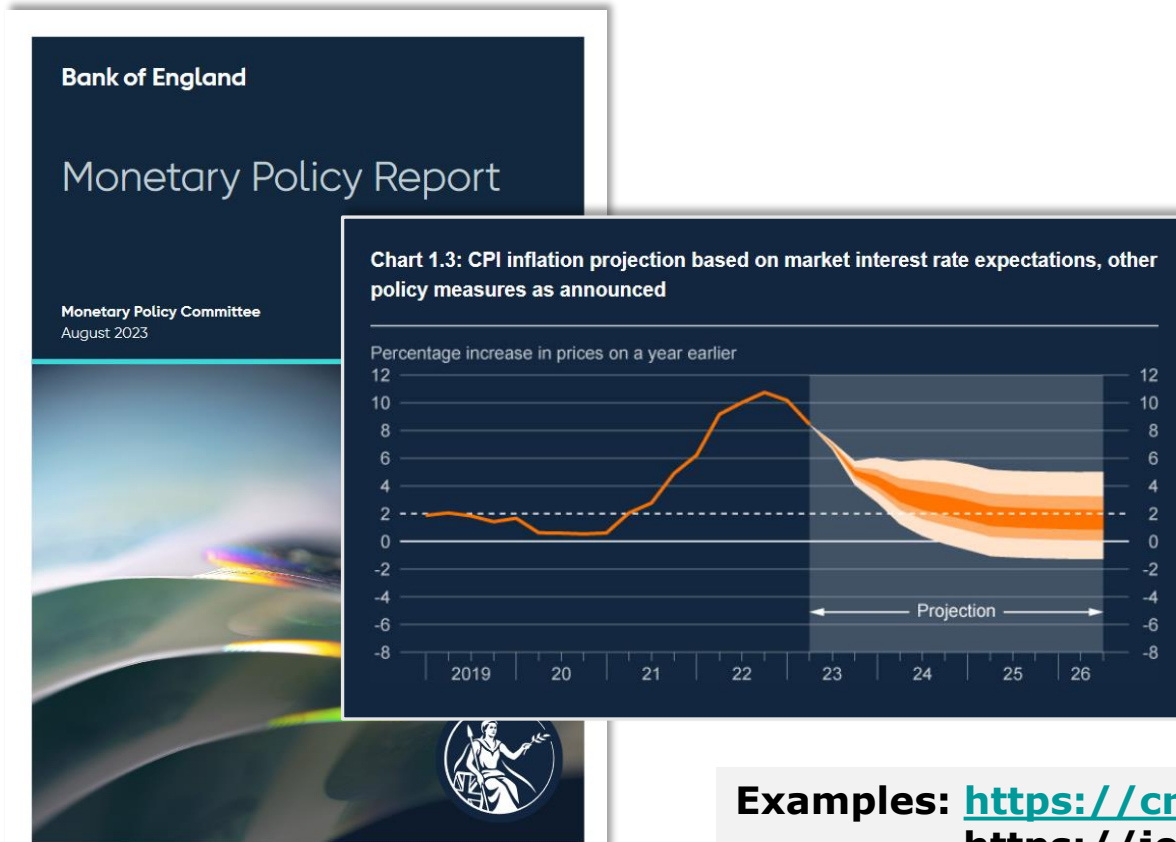 Bank of England
Monetary Policy Report
Monetary Policy Committee
August 2023
Chart 1.3: CPI inflation projection based on market interest rate expectations, other
policy measures as announced
Percentage increase in prices on a year earlier
12 12
10 10
8 8
6 6
4 4
2 2
0 0
-2 -2
-4 -4
Projection
-6 -6
-8 -8
2019 20 21 22 23 24 25 26
Examples: https://cr